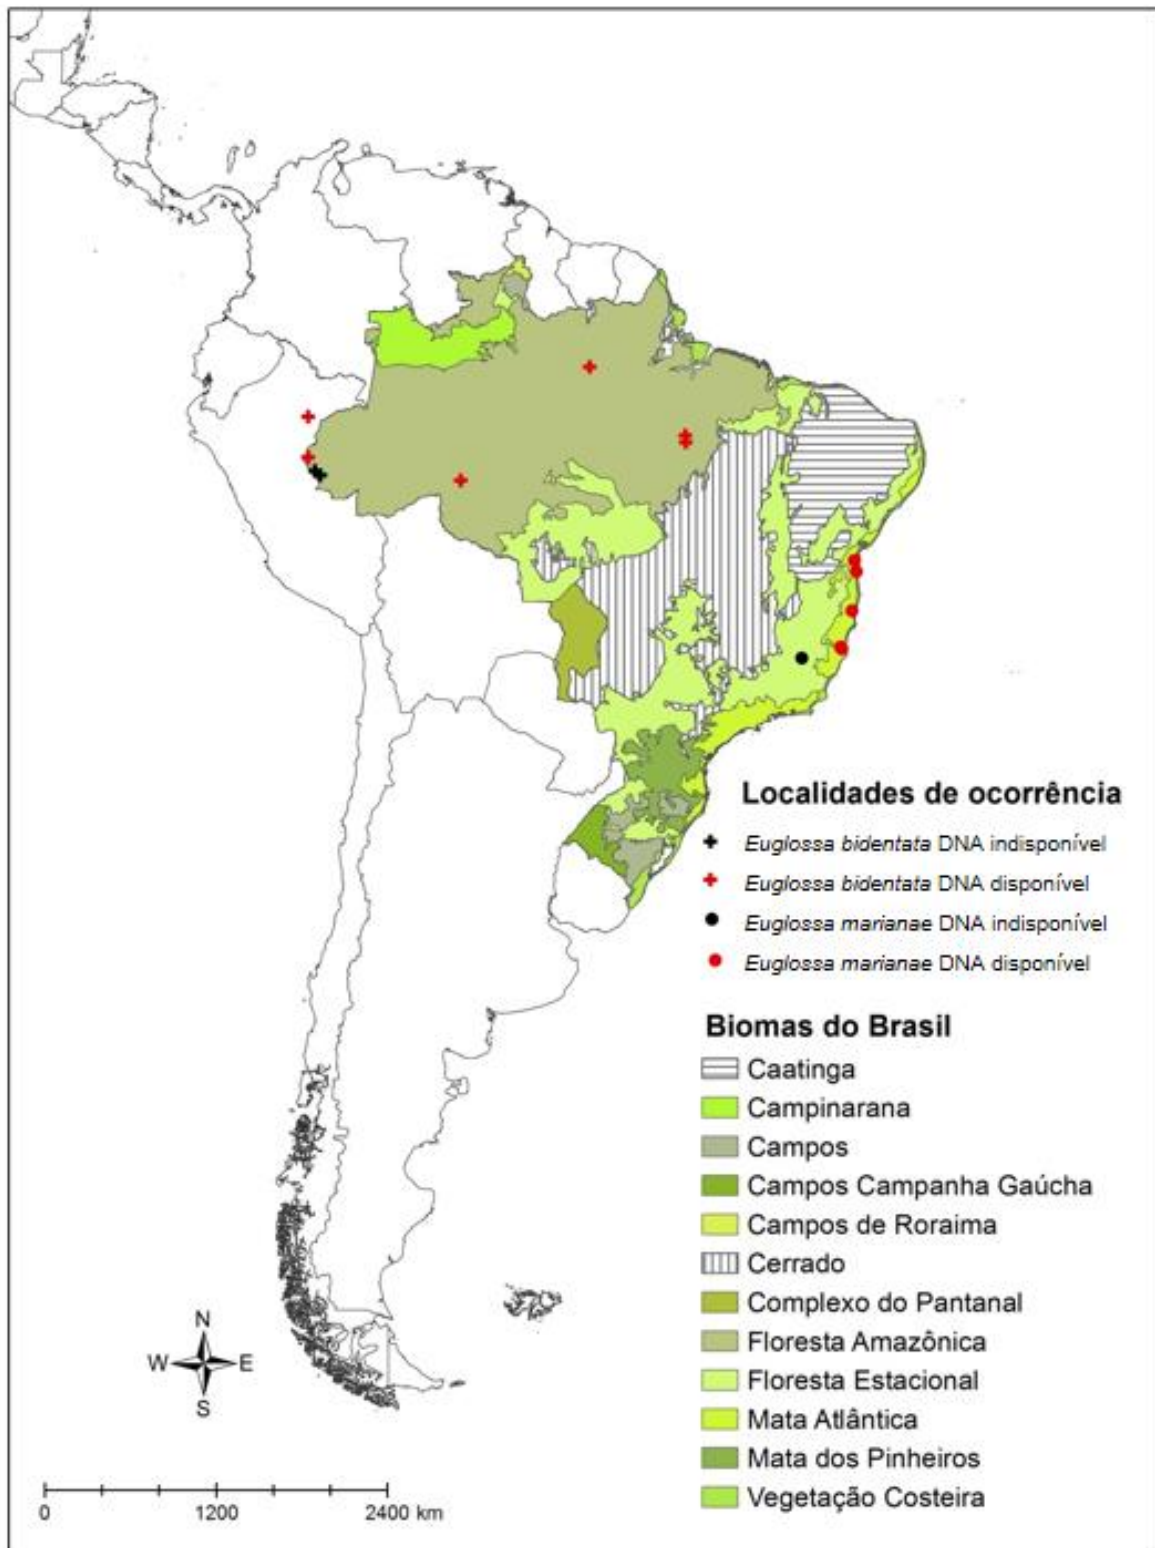 Localidades de ocorrência
Euglossa bidentata DNA indisponível
Euglossa bidentata DNA disponível
Euglossa marianae DNA indisponível
Euglossa marianae DNA disponível
Biomas do Brasil
Caatinga
Campinarana
Campos
Campos Campanha Gaúcha
Campos de Roraima
Cerrado
Complexo do Pantanal
Floresta Amazônica
Floresta Estacional
Mata Atlântica
Mata dos Pinheiros
Vegetação Costeira
N
W E
S
0 1200 2400 km